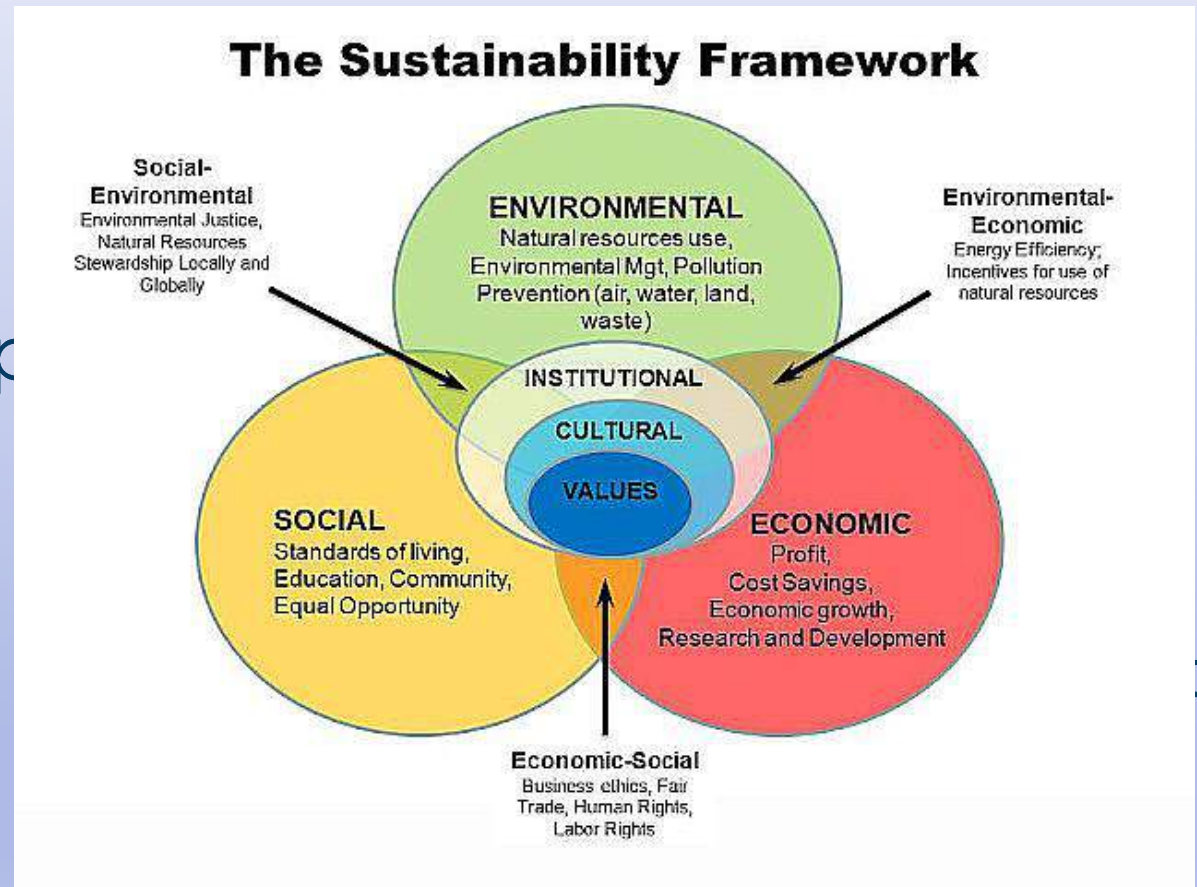 The Sustainability Framework
Social-
Environmental
Environmental Justice,
Natural Resources
Stewardship Locally and
Globally
ENVIRONMENTAL
Natural resources use,
Environmental Mgt, Pollution
Prevention (air, water, land,
waste)
Environmental-
Economic
Energy Efficiency;
Incentives for use of
natural resources
INSTITUTIONAL
CULTURAL
VALUES
SOCIAL
Standards of living,
Education, Community,
Equal Opportunity
ECONOMIC
Profit,
Cost Savings,
Economic growth,
Research and Development
Economic-Social
Business ethics, Fair
Trade, Human Rights,
Labor Rights